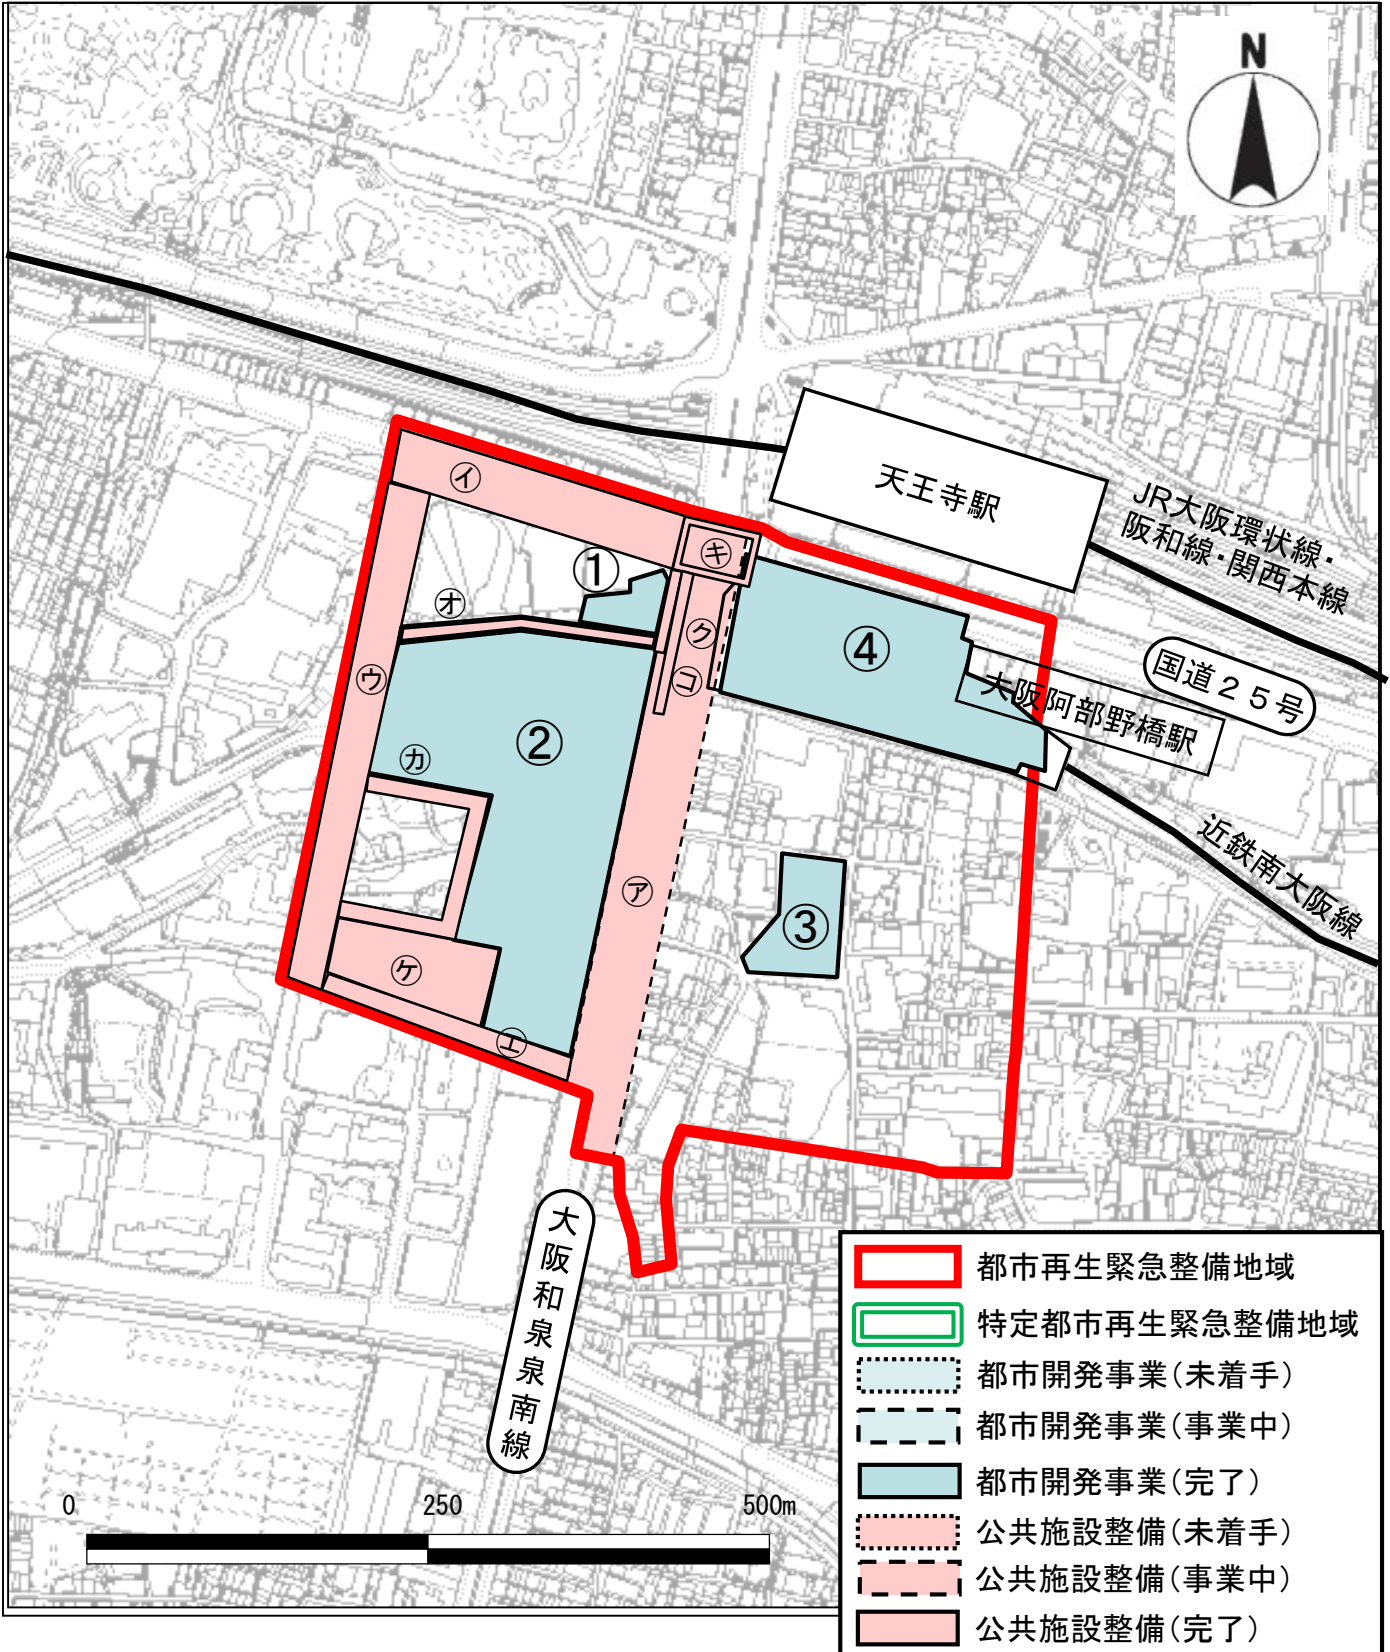 N
天王寺駅
JR大阪環状線・
阪和線・関西本線
㋑
㋖
①
㋔
㋗
④
国道25号
㋒
㋙
大阪阿部野橋駅
②
㋕
近鉄南大阪線
㋐
③
㋘
㋓
大阪和泉泉南線
0 250 500m
都市再生緊急整備地域
特定都市再生緊急整備地域
都市開発事業(未着手)
都市開発事業(事業中)
都市開発事業(完了)
公共施設整備(未着手)
公共施設整備(事業中)
公共施設整備(完了)